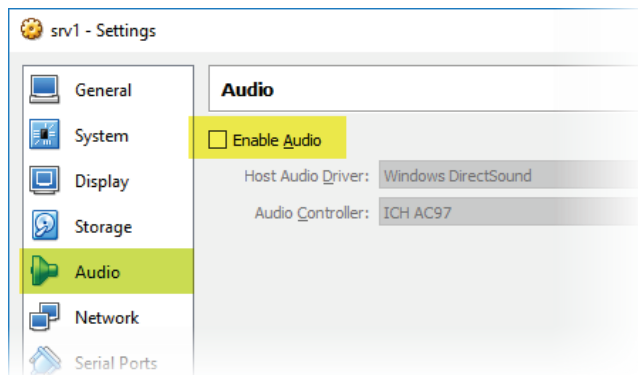 srv1 - Settings
General
System
Display
Storage
Audio
Network
Serial Ports
Audio
Enable Audio
Host Audio Driver: Windows DirectSound
Audio Controller: ICH AC97